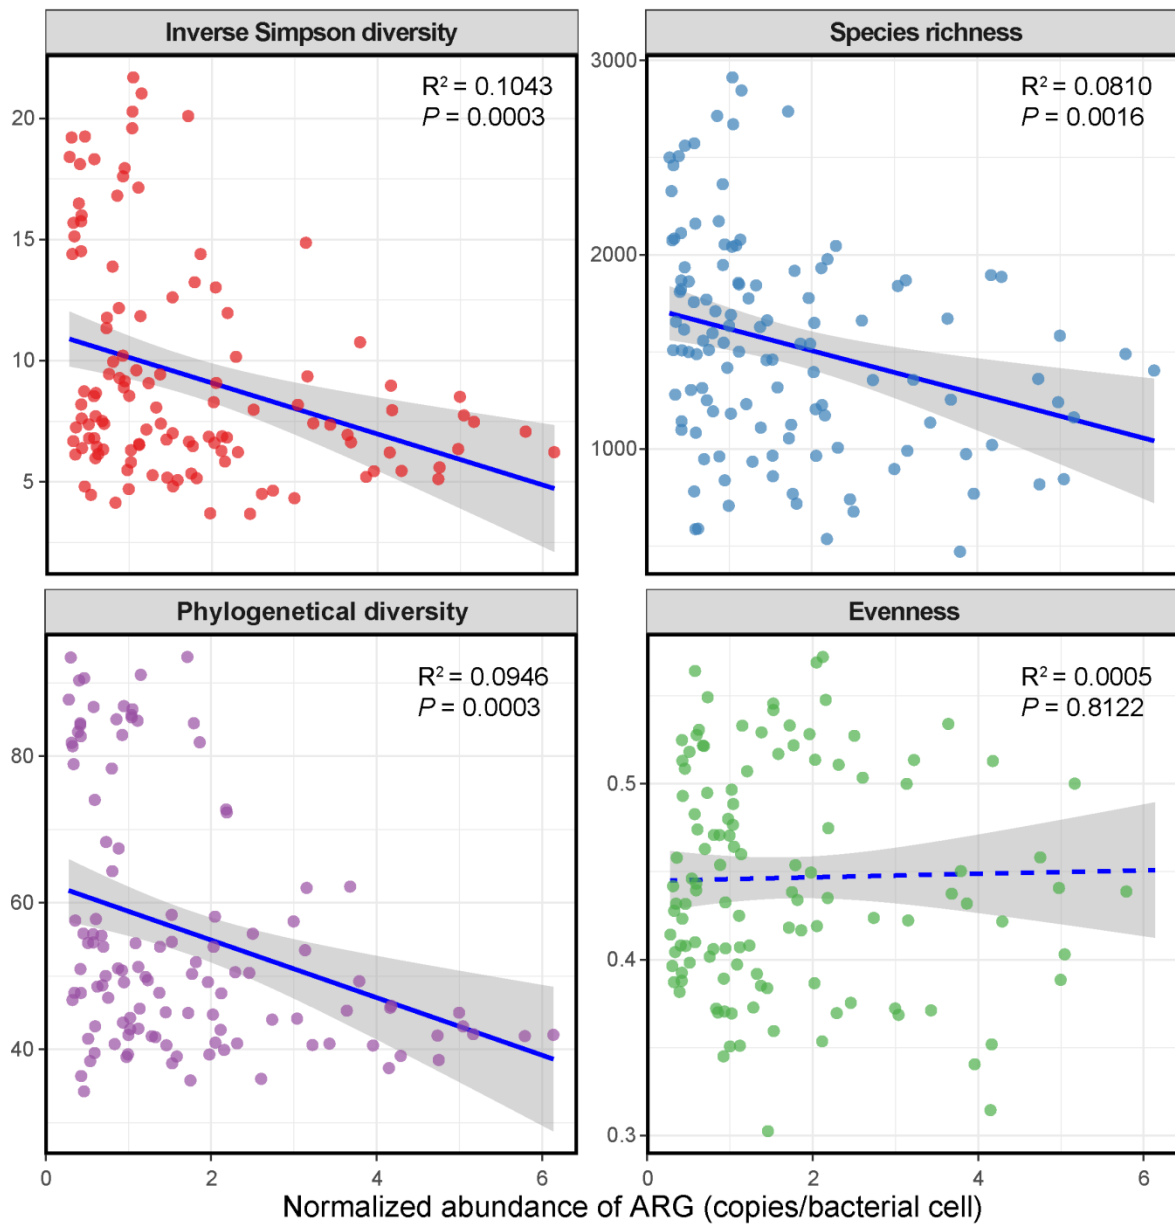 Inverse Simpson diversity
R² = 0.1043
P = 0.0003
20
15
10
5
Species richness
R² = 0.0810
P = 0.0016
3000
2000
1000
Phylogenetical diversity
R² = 0.0946
P = 0.0003
80
60
40
0 2 4 6
Evenness
R² = 0.0005
P = 0.8122
0.5
0.4
0.3
0 2 4 6
Normalized abundance of ARG (copies/bacterial cell)